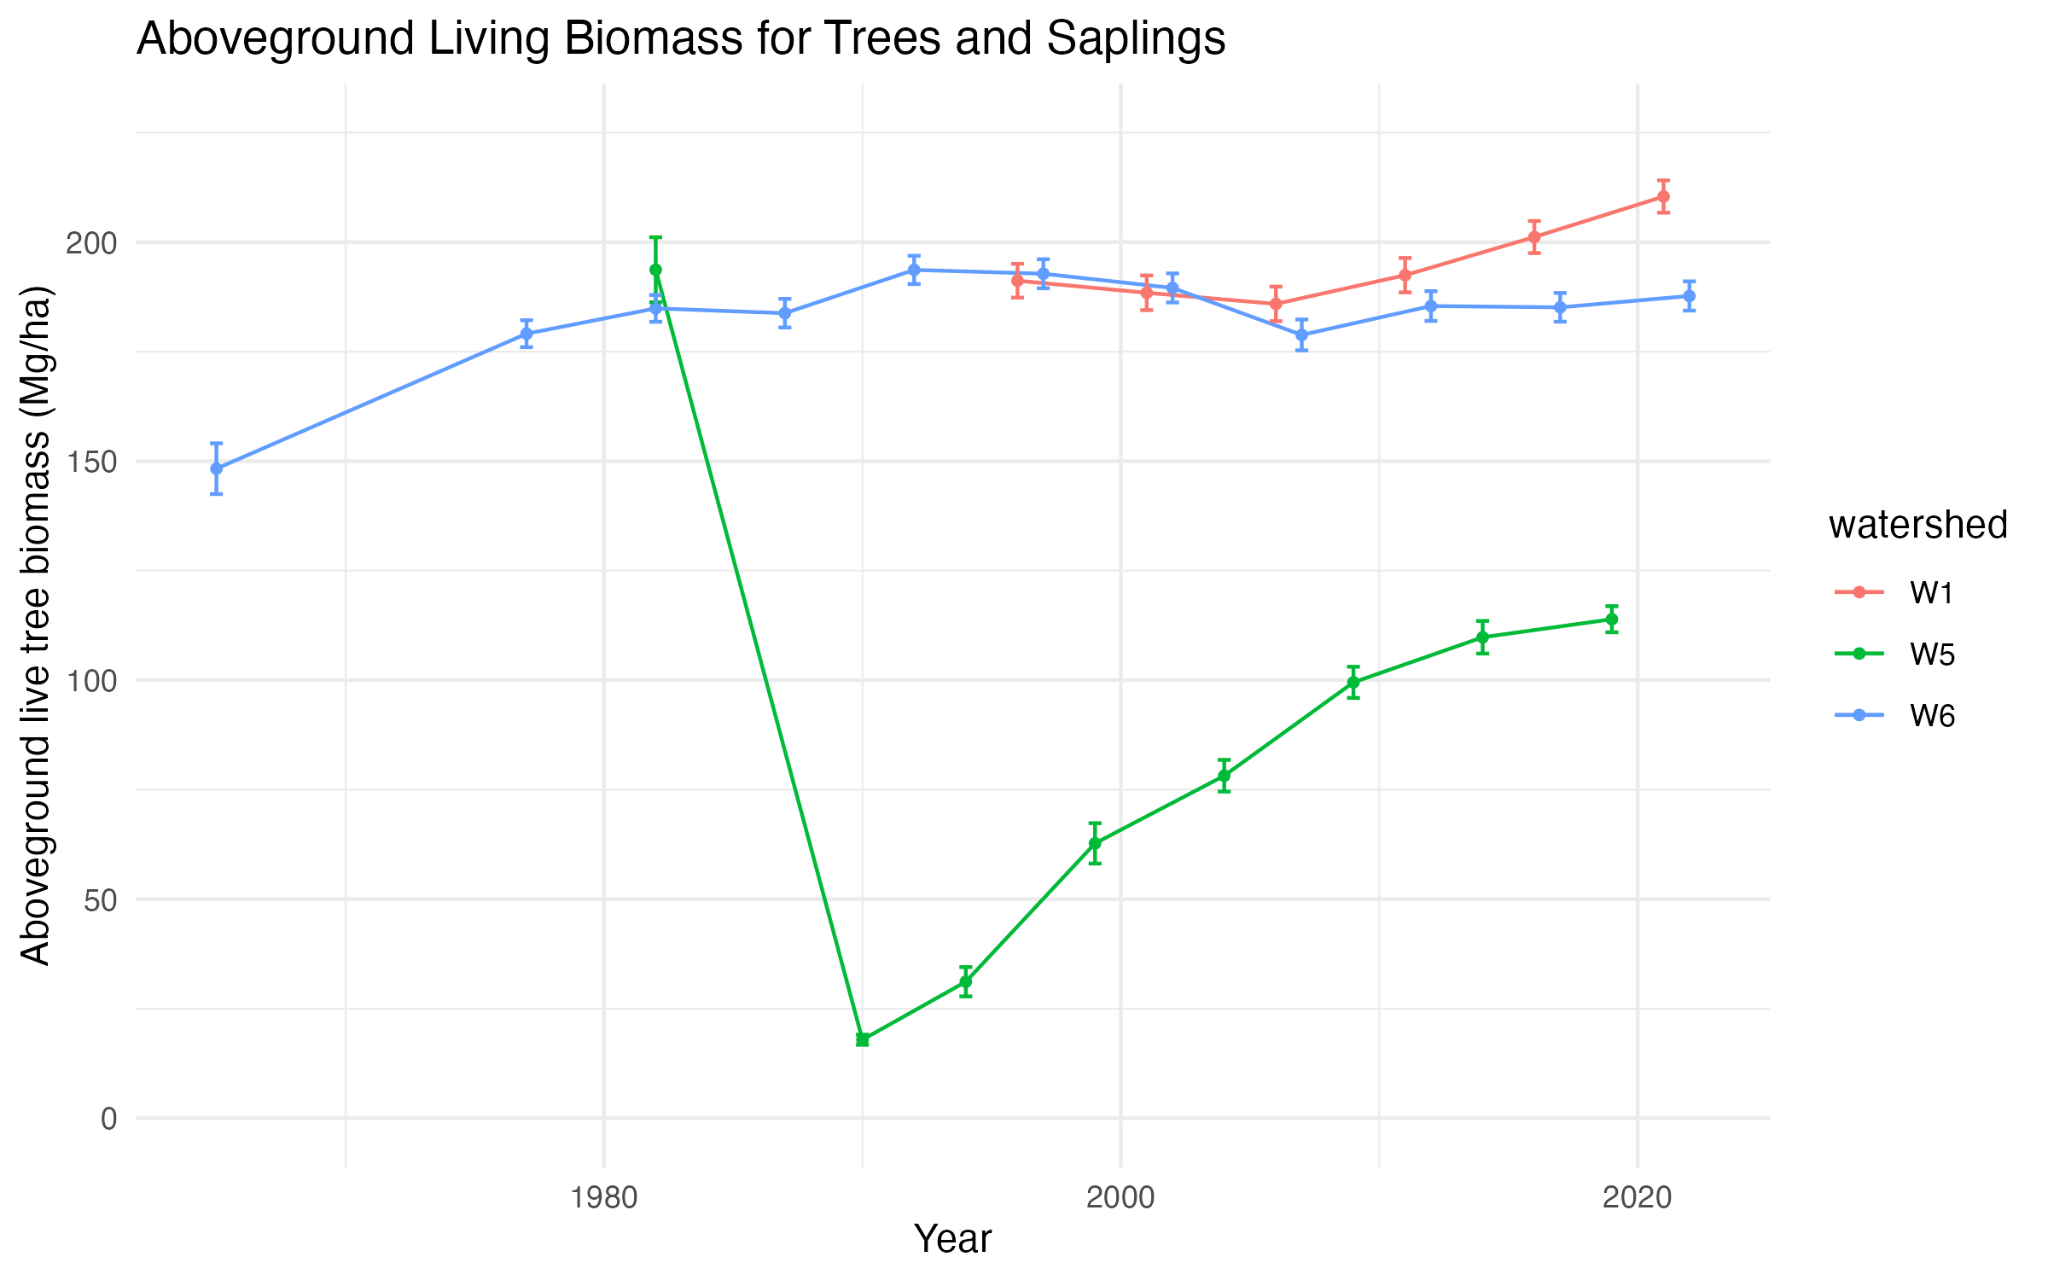 Aboveground Living Biomass for Trees and Saplings
Aboveground live tree biomass (Mg/ha)
200
150
100
50
0
1980
2000
2020
Year
watershed
W1
W5
W6